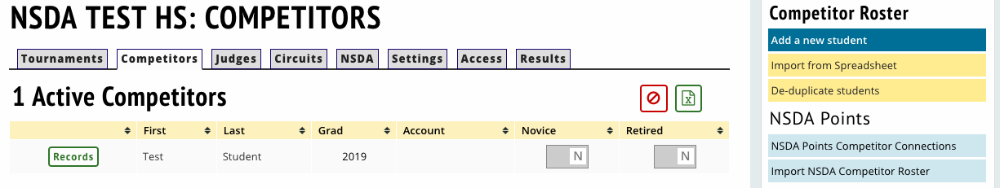 NSDA TEST HS: COMPETITORS
Tournaments Competitors Judges Circuits NSDA Settings Access Results
1 Active Competitors
First Last Grad Account Novice Retired
Records Test Student 2019 N N
Competitor Roster
Add a new student
Import from Spreadsheet
De-duplicate students
NSDA Points
NSDA Points Competitor Connections
Import NSDA Competitor Roster